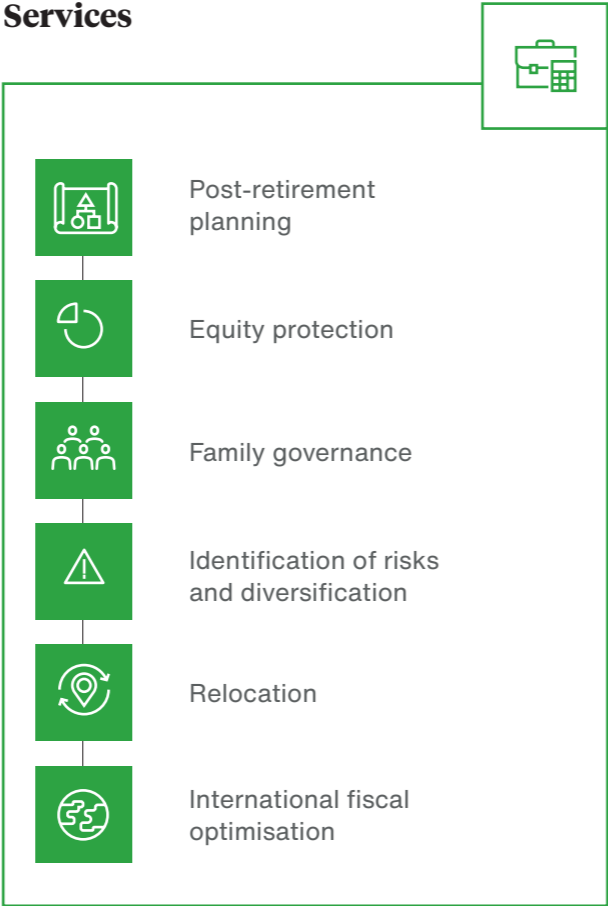 Services
Post-retirement
planning
Equity protection
Family governance
Identification of risks
and diversification
Relocation
International fiscal
optimisation